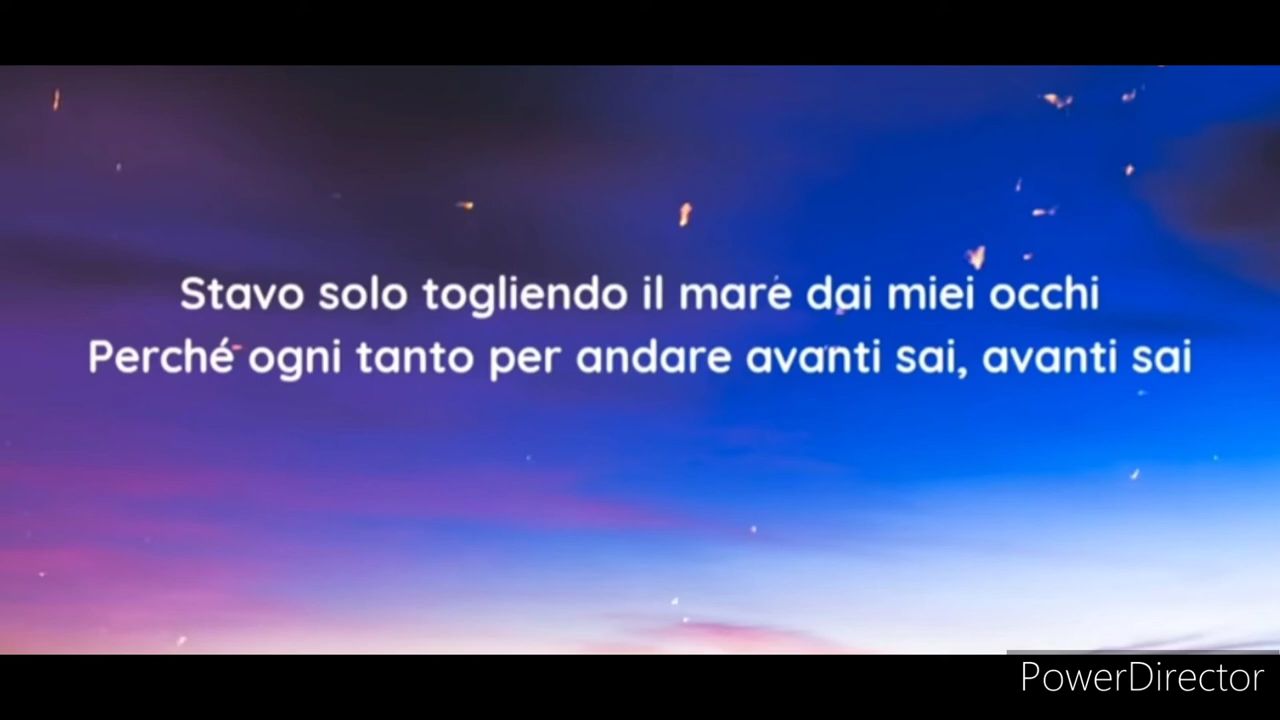 Stavo solo togliendo il mare dai miei occhi
Perché ogni tanto per andare avanti sai, avanti sai
PowerDirector